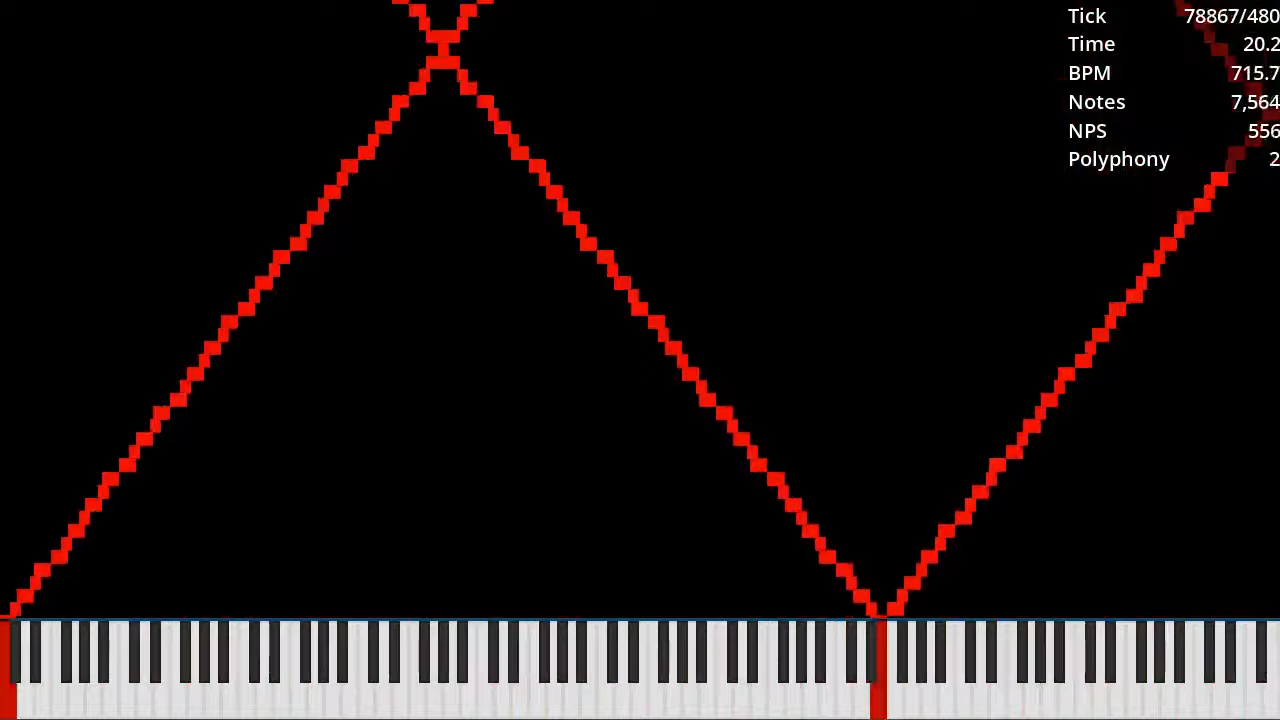 Tick 78867/480
Time 20.2
BPM 715.7
Notes 7,564
NPS 556
Polyphony 2